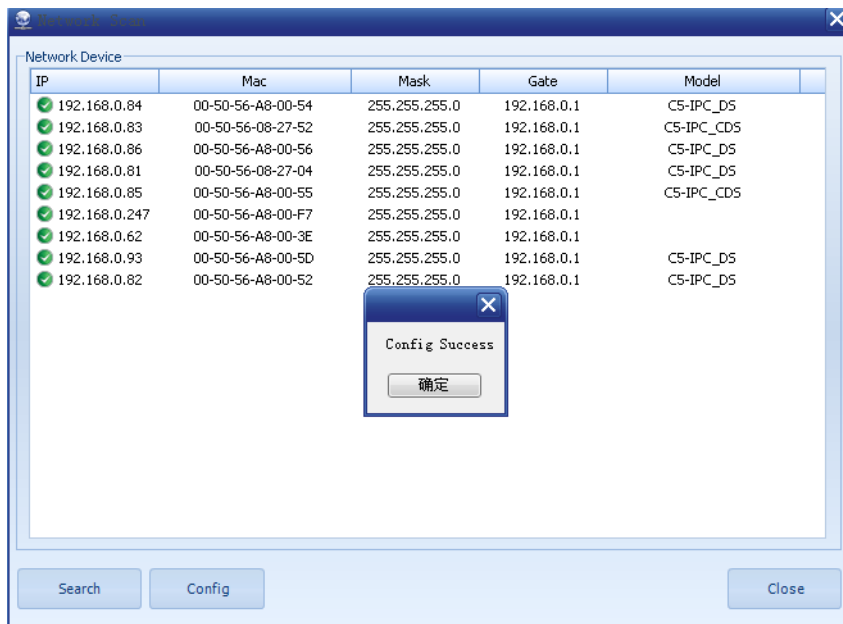 Network Scan
Network Device
IP Mac Mask Gate Model
192.168.0.84 00-50-56-A8-00-54 255.255.255.0 192.168.0.1 C5-IPC_DS
192.168.0.83 00-50-56-08-27-52 255.255.255.0 192.168.0.1 C5-IPC_CDS
192.168.0.86 00-50-56-A8-00-56 255.255.255.0 192.168.0.1 C5-IPC_DS
192.168.0.81 00-50-56-08-27-04 255.255.255.0 192.168.0.1 C5-IPC_DS
192.168.0.85 00-50-56-A8-00-55 255.255.255.0 192.168.0.1 C5-IPC_CDS
192.168.0.247 00-50-56-A8-00-F7 255.255.255.0 192.168.0.1
192.168.0.62 00-50-56-A8-00-3E 255.255.255.0 192.168.0.1
192.168.0.93 00-50-56-A8-00-5D 255.255.255.0 192.168.0.1 C5-IPC_DS
192.168.0.82 00-50-56-A8-00-52 255.255.255.0 192.168.0.1 C5-IPC_DS
Config Success
确定
Search Config Close